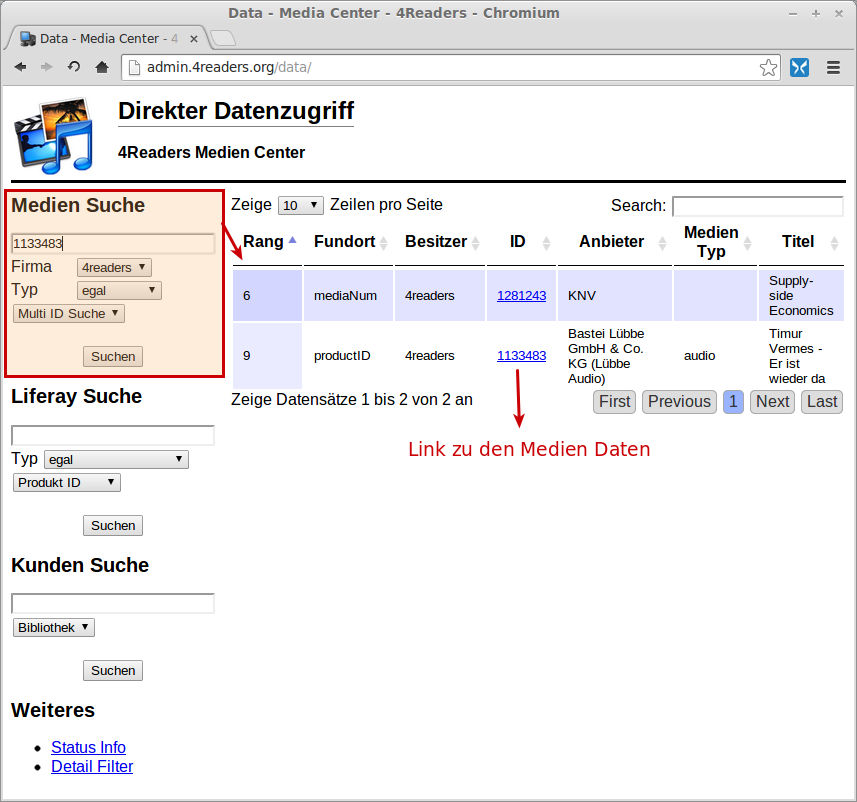 Data - Media Center - 4Readers - Chromium
Data - Media Center - 4
admin.4readers.org/data/
Direkter Datenzugriff
4Readers Medien Center
Medien Suche
1133483
Firma 4readers
Typ egal
Multi ID Suche
Suchen
Liferay Suche
Typ egal
Produkt ID
Suchen
Kunden Suche
Bibliothek
Suchen
Weiteres
Status Info
Detail Filter
Zeige 10 Zeilen pro Seite Search:
Rang Fundort Besitzer ID Anbieter Medien Typ Titel
6 mediaNum 4readers 1281243 KNV Supply-
side
Economics
9 productID 4readers 1133483 Bastei Lübbe
GmbH & Co.
KG (Lübbe
Audio) audio Timur
Vermes -
Er ist
wieder da
Zeige Datensätze 1 bis 2 von 2 an First Previous 1 Next Last
Link zu den Medien Daten